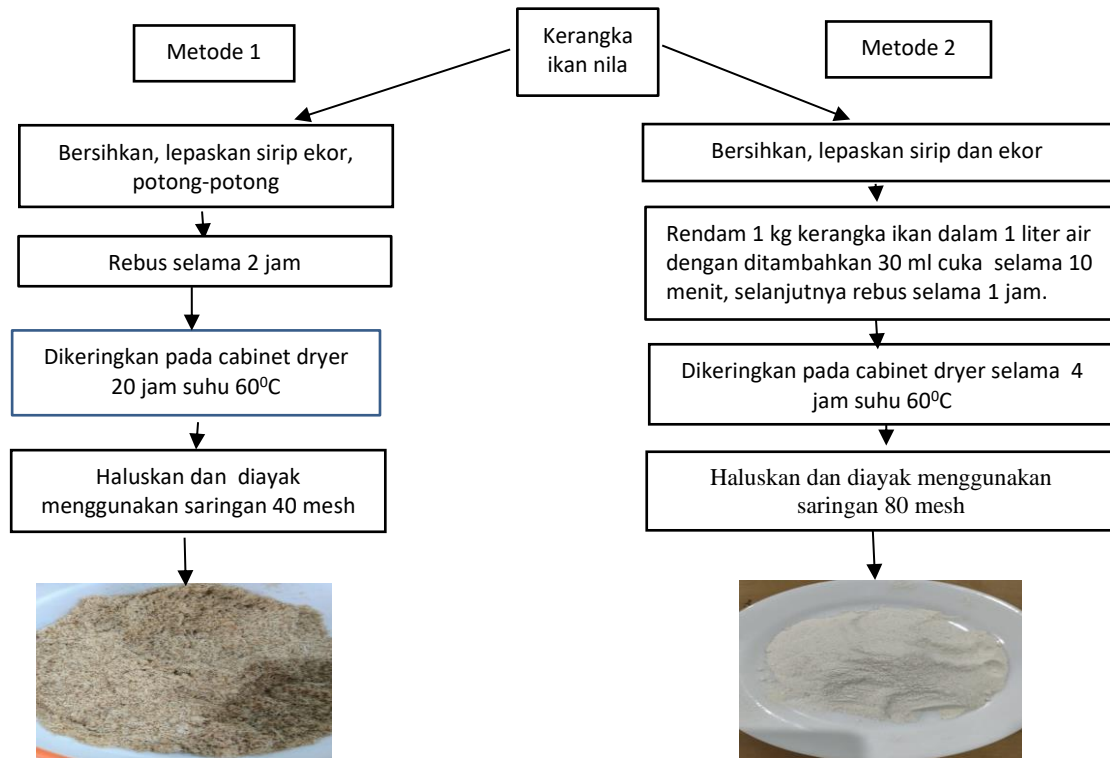 Kerangka
ikan nila
Metode 1
Bersihkan, lepaskan sirip ekor,
potong-potong
Rebus selama 2 jam
Dikeringkan pada cabinet dryer
20 jam suhu 60⁰C
Haluskan dan  diayak
menggunakan saringan 40 mesh
Metode 2
Bersihkan, lepaskan sirip dan ekor
Rendam 1 kg kerangka ikan dalam 1 liter air
dengan ditambahkan 30 ml cuka  selama 10
menit, selanjutnya rebus selama 1 jam.
Dikeringkan pada cabinet dryer selama  4
jam suhu 60⁰C
Haluskan dan diayak menggunakan
saringan 80 mesh